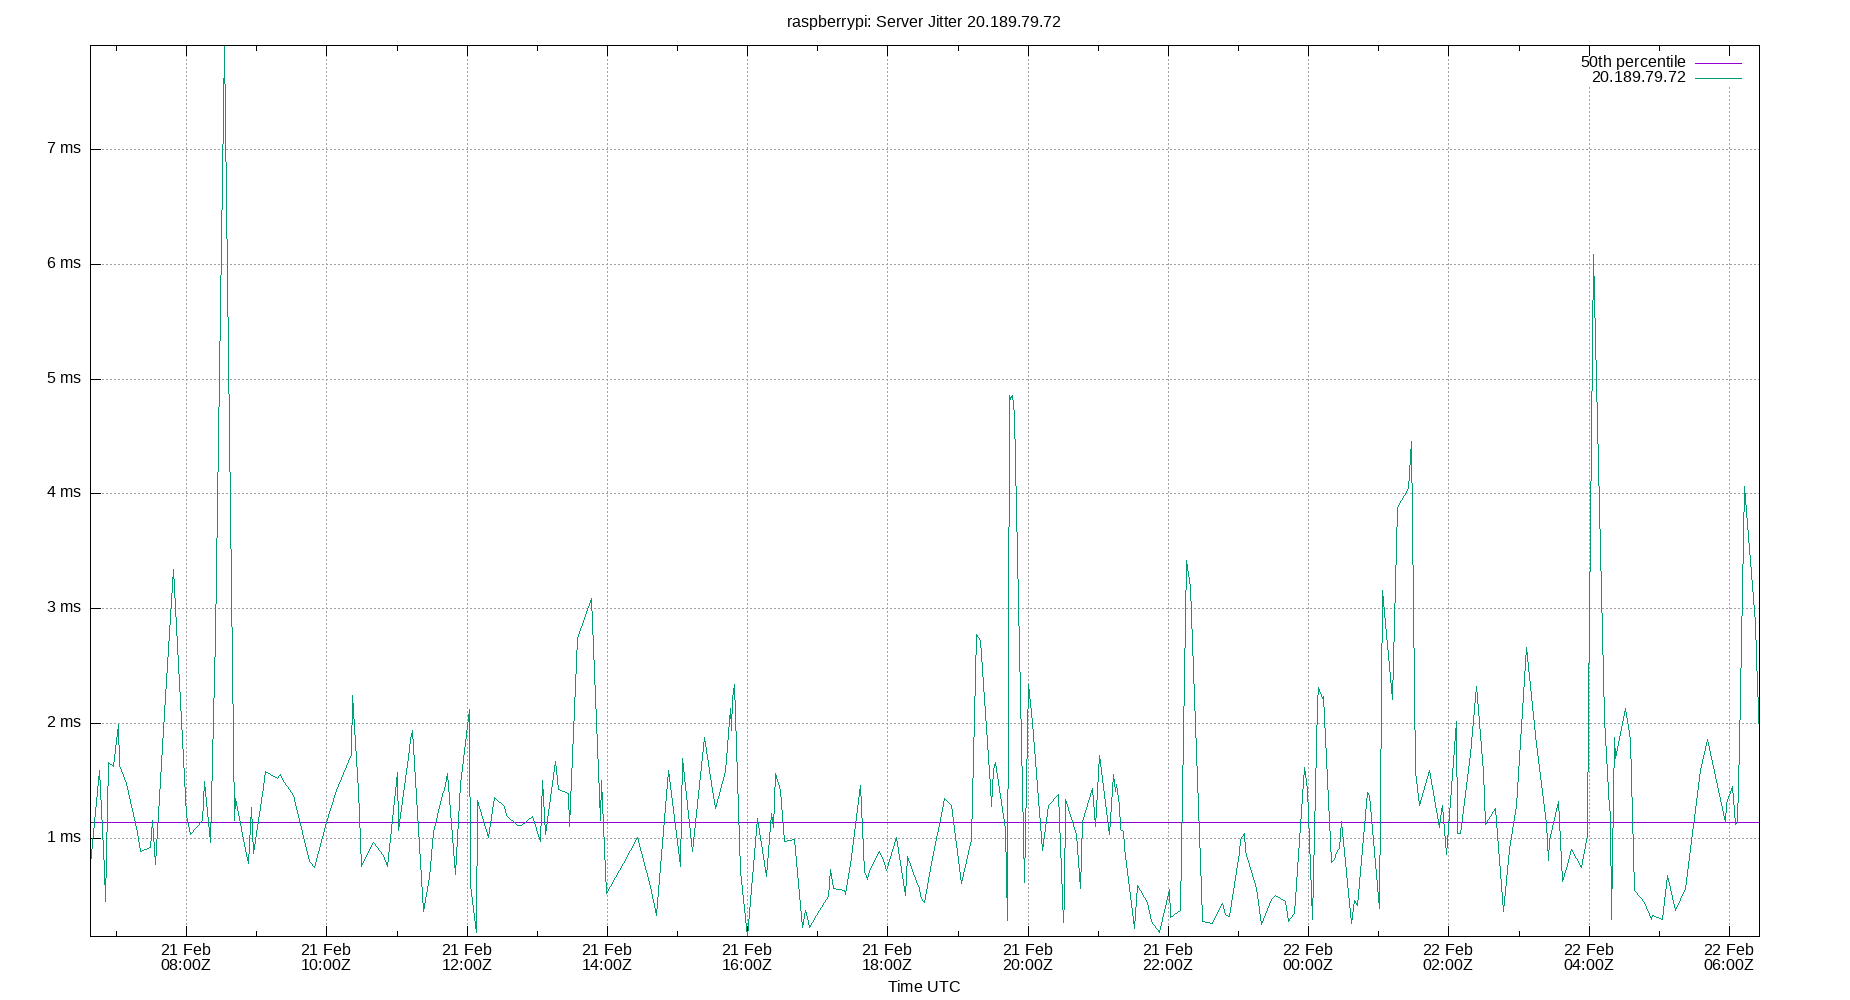 raspberrypi: Server Jitter 20.189.79.72
50th percentile
20.189.79.72
7 ms
6 ms
5 ms
4 ms
3 ms
2 ms
1 ms
21 Feb 21 Feb 21 Feb 21 Feb 21 Feb 21 Feb 21 Feb 21 Feb 22 Feb 22 Feb 22 Feb 22 Feb
08:00Z 10:00Z 12:00Z 14:00Z 16:00Z 18:00Z 20:00Z 22:00Z 00:00Z 02:00Z 04:00Z 06:00Z
Time UTC